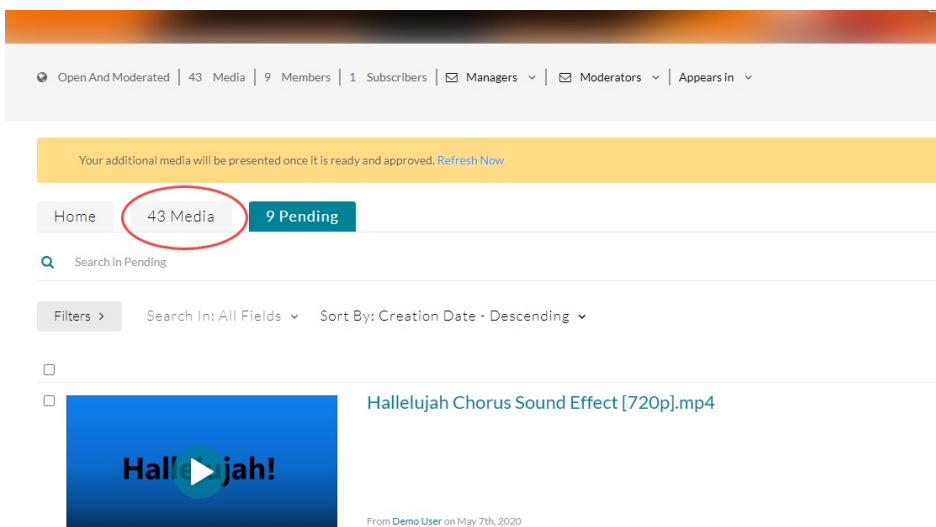 Open And Moderated | 43 Media | 9 Members | 1 Subscribers | Managers | Moderators | Appears in
Your additional media will be presented once it is ready and approved. Refresh Now
Home 43 Media 9 Pending
Search in Pending
Filters > Search In: All Fields Sort By: Creation Date - Descending
Hallelujah Chorus Sound Effect [720p].mp4
Hallelujah!
From Demo User on May 7th, 2020